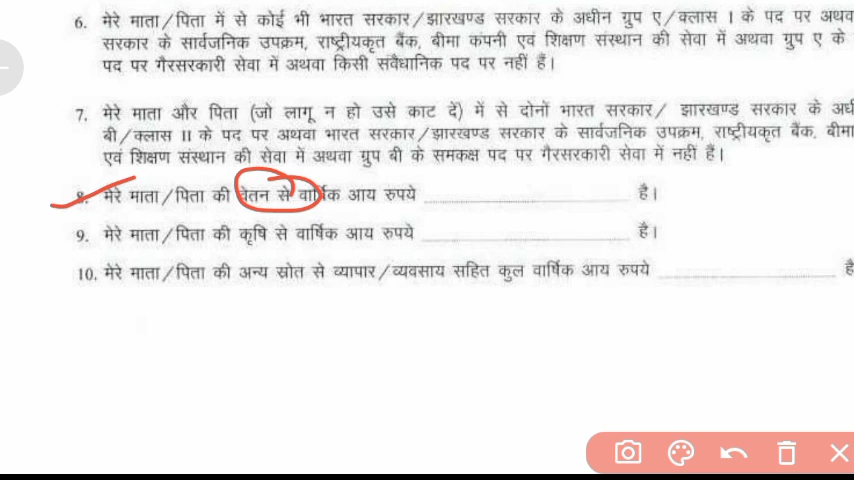 6. मेरे माता/पिता में से कोई भी भारत सरकार/झारखण्ड सरकार के अधीन ग्रुप ए/क्लास I के पद पर अथव
सरकार के सार्वजनिक उपक्रम, राष्ट्रीयकृत बैंक, बीमा कंपनी एवं शिक्षण संस्थान की सेवा में अथवा ग्रुप ए के
पद पर गैरसरकारी सेवा में अथवा किसी संवैधानिक पद पर नहीं हैं।
7. मेरे माता और पिता (जो लागू न हो उसे काट दें) में से दोनों भारत सरकार/ झारखण्ड सरकार के अधी
बी/क्लास II के पद पर अथवा भारत सरकार/झारखण्ड सरकार के सार्वजनिक उपक्रम, राष्ट्रीयकृत बैंक, बीमा
एवं शिक्षण संस्थान की सेवा में अथवा ग्रुप बी के समकक्ष पद पर गैरसरकारी सेवा में नहीं हैं।
8. मेरे माता/पिता की वेतन से वार्षिक आय रुपये ................ है।
9. मेरे माता/पिता की कृषि से वार्षिक आय रुपये ................ है।
10. मेरे माता/पिता की अन्य स्रोत से व्यापार/व्यवसाय सहित कुल वार्षिक आय रुपये ................ है